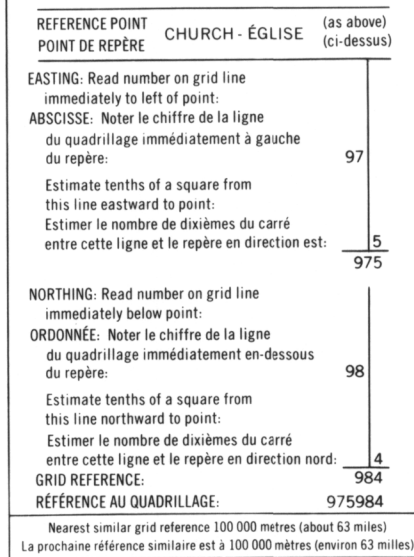 REFERENCE POINT
POINT DE REPÈRE
CHURCH - ÉGLISE
(as above)
(ci-dessus)
EASTING: Read number on grid line
immediately to left of point:
ABSCISSE: Noter le chiffre de la ligne
du quadrillage immédiatement à gauche
du repère: 97
Estimate tenths of a square from
this line eastward to point:
Estimer le nombre de dixièmes du carré
entre cette ligne et le repère en direction est: 5
975
NORTHING: Read number on grid line
immediately below point:
ORDONNÉE: Noter le chiffre de la ligne
du quadrillage immédiatement en-dessous
du repère: 98
Estimate tenths of a square from
this line northward to point:
Estimer le nombre de dixièmes du carré
entre cette ligne et le repère en direction nord: 4
GRID REFERENCE: 984
RÉFÉRENCE AU QUADRILLAGE: 975984
Nearest similar grid reference 100 000 metres (about 63 miles)
La prochaine référence similaire est à 100 000 mètres (environ 63 milles)